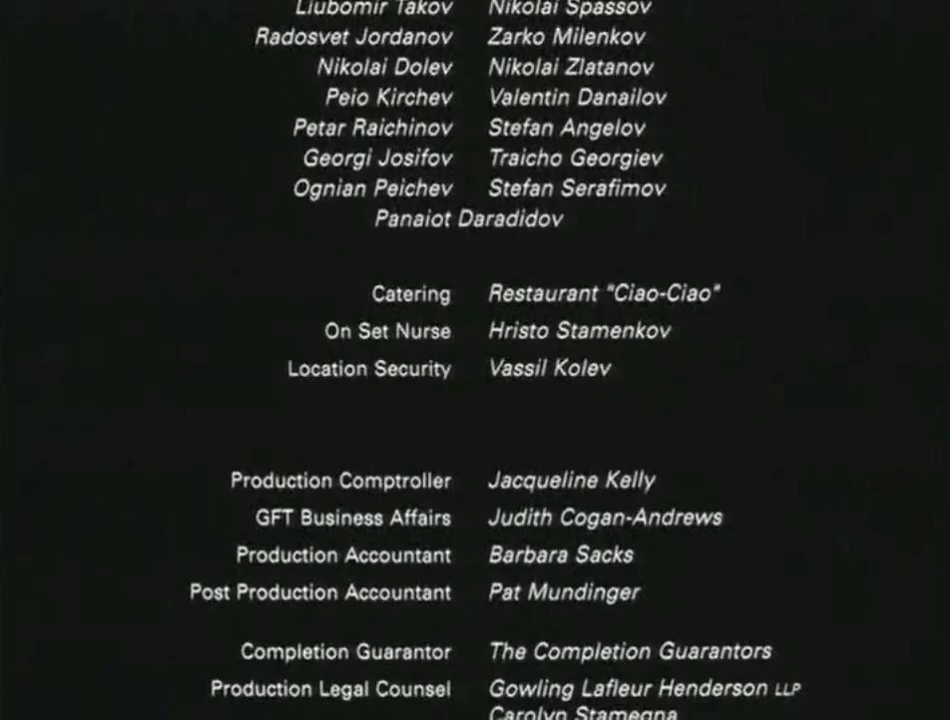 Liubomir Takov Nikolai Spassov
Radosvet Jordanov Zarko Milenkov
Nikolai Dolev Nikolai Zlatanov
Peio Kirchev Valentin Danailov
Petar Raichinov Stefan Angelov
Georgi Josifov Traicho Georgiev
Ognian Peichev Stefan Serafimov
Panaiot Daradidov
Catering Restaurant "Ciao-Ciao"
On Set Nurse Hristo Stamenkov
Location Security Vassil Kolev
Production Comptroller Jacqueline Kelly
GFT Business Affairs Judith Cogan-Andrews
Production Accountant Barbara Sacks
Post Production Accountant Pat Mundinger
Completion Guarantor The Completion Guarantors
Production Legal Counsel Gowling Lafleur Henderson LLP
Carolyn Stamegna